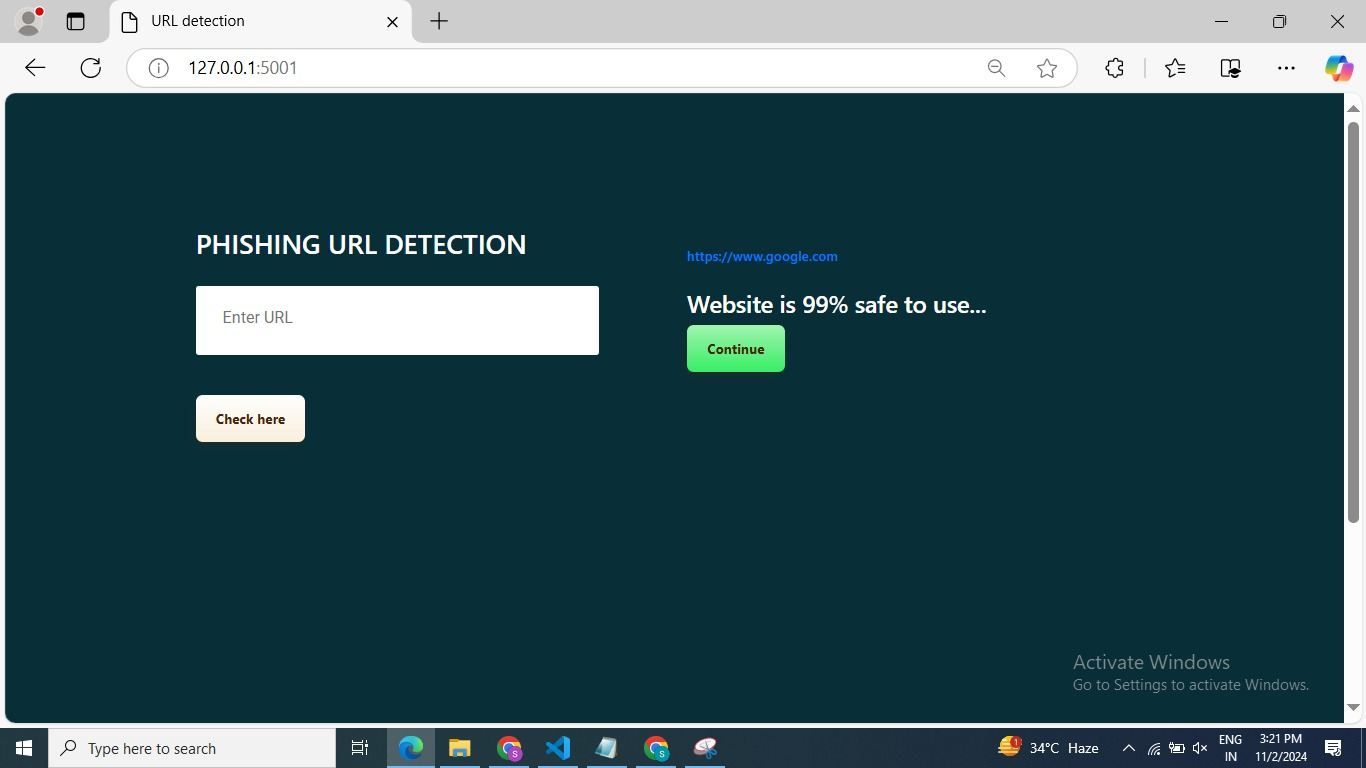 URL detection
127.0.0.1:5001
PHISHING URL DETECTION
https://www.google.com
Enter URL
Website is 99% safe to use...
Continue
Check here
Activate Windows
Go to Settings to activate Windows.
Type here to search
1
34°C Haze
ENG
IN
3:21 PM
11/2/2024
S
S